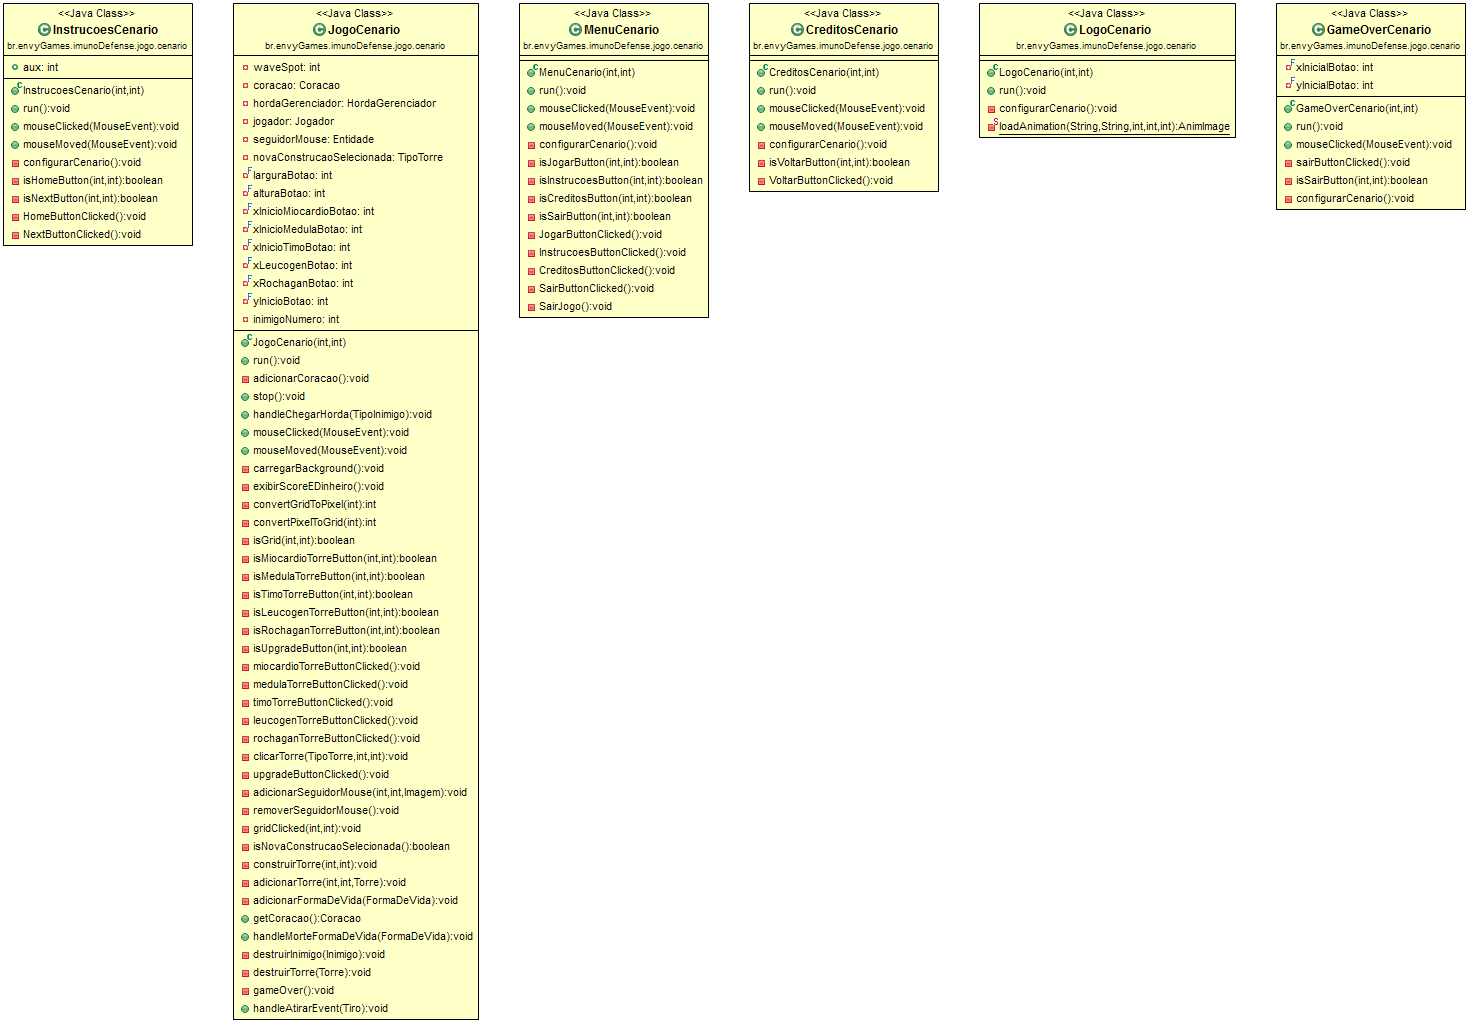 <<Java Class>>
InstrucoesCenario
br.envyGames.imunoDefense.jogo.cenario
aux: int
InstrucoesCenario(int,int)
run():void
mouseClicked(MouseEvent):void
mouseMoved(MouseEvent):void
configurarCenario():void
isHomeButton(int,int):boolean
isNextButton(int,int):boolean
HomeButtonClicked():void
NextButtonClicked():void
<<Java Class>>
JogoCenario
br.envyGames.imunoDefense.jogo.cenario
waveSpot: int
coracao: Coracao
hordaGerenciador: HordaGerenciador
jogador: Jogador
seguidorMouse: Entidade
novaConstrucaoSelecionada: TipoTorre
larguraBotao: int
alturaBotao: int
xInicioMiocardioBotao: int
xInicioMedulaBotao: int
xInicioTimoBotao: int
xLeucogenBotao: int
xRochaganBotao: int
yInicioBotao: int
inimigoNumero: int
JogoCenario(int,int)
run():void
adicionarCoracao():void
stop():void
handleChegarHorda(TipoInimigo):void
mouseClicked(MouseEvent):void
mouseMoved(MouseEvent):void
carregarBackground():void
exibirScoreEDinheiro():void
convertGridToPixel(int):int
convertPixelToGrid(int):int
isGrid(int,int):boolean
isMiocardioTorreButton(int,int):boolean
isMedulaTorreButton(int,int):boolean
isTimoTorreButton(int,int):boolean
isLeucogenTorreButton(int,int):boolean
isRochaganTorreButton(int,int):boolean
isUpgradeButton(int,int):boolean
miocardioTorreButtonClicked():void
medulaTorreButtonClicked():void
timoTorreButtonClicked():void
leucogenTorreButtonClicked():void
rochaganTorreButtonClicked():void
clicarTorre(TipoTorre,int,int):void
upgradeButtonClicked():void
adicionarSeguidorMouse(int,int,Imagem):void
removerSeguidorMouse():void
gridClicked(int,int):void
isNovaConstrucaoSelecionada():boolean
construirTorre(int,int):void
adicionarTorre(int,int,Torre):void
adicionarFormaDeVida(FormaDeVida):void
getCoracao():Coracao
handleMorteFormaDeVida(FormaDeVida):void
destruirInimigo(Inimigo):void
destruirTorre(Torre):void
gameOver():void
handleAtirarEvent(Tiro):void
<<Java Class>>
MenuCenario
br.envyGames.imunoDefense.jogo.cenario
MenuCenario(int,int)
run():void
mouseClicked(MouseEvent):void
mouseMoved(MouseEvent):void
configurarCenario():void
isJogarButton(int,int):boolean
isInstrucoesButton(int,int):boolean
isCreditosButton(int,int):boolean
isSairButton(int,int):boolean
JogarButtonClicked():void
InstrucoesButtonClicked():void
CreditosButtonClicked():void
SairButtonClicked():void
SairJogo():void
<<Java Class>>
CreditosCenario
br.envyGames.imunoDefense.jogo.cenario
CreditosCenario(int,int)
run():void
mouseClicked(MouseEvent):void
mouseMoved(MouseEvent):void
configurarCenario():void
isVoltarButton(int,int):boolean
VoltarButtonClicked():void
<<Java Class>>
LogoCenario
br.envyGames.imunoDefense.jogo.cenario
LogoCenario(int,int)
run():void
configurarCenario():void
loadAnimation(String,String,int,int,int):AnimImage
<<Java Class>>
GameOverCenario
br.envyGames.imunoDefense.jogo.cenario
xInicialBotao: int
yInicialBotao: int
GameOverCenario(int,int)
run():void
mouseClicked(MouseEvent):void
sairButtonClicked():void
isSairButton(int,int):boolean
configurarCenario():void